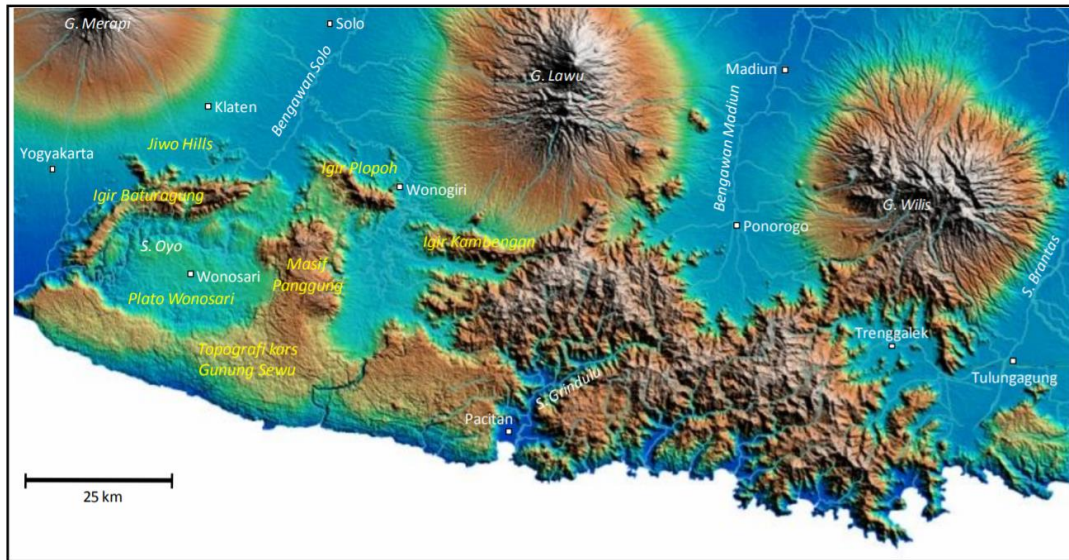 G. Merapi
Solo
Bengawan Solo
G. Lawu
Madiun
Klaten
Jiwo Hills
Yogyakarta
Igir Plopoh
Wonogiri
Igir Baturagung
Bengawan Madiun
G. Wilis
Ponorogo
Igir Kambengan
S. Oyo
Wonosari
Masif
Panggung
Plato Wonosari
S. Brantas
Trenggalek
Topografi kars
Gunung Sewu
S. Grindulu
Tulungagung
Pacitan
25 km